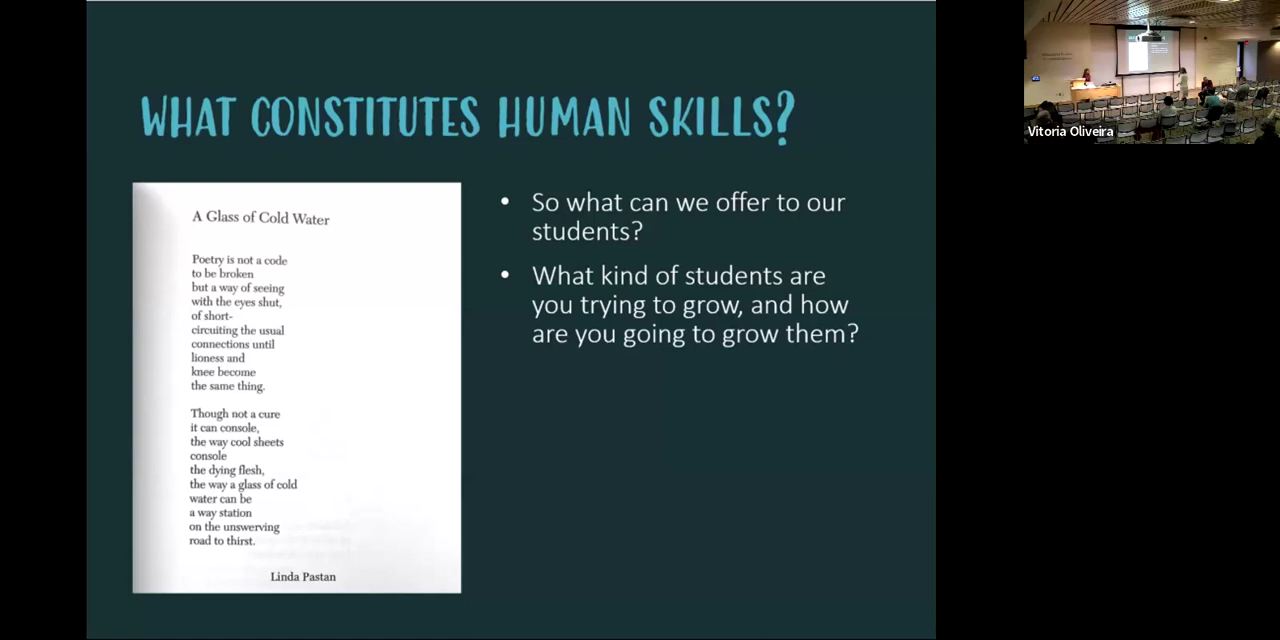 WHAT CONSTITUTES HUMAN SKILLS?
A Glass of Cold Water
Poetry is not a code
to be broken
but a way of seeing
with the eyes shut,
of short-
circuiting the usual
connections until
lioness and
knee become
the same thing.
Though not a cure
it can console,
the way cool sheets
console
the dying flesh,
the way a glass of cold
water can be
a way station
on the unswerving
road to thirst.
Linda Pastan
• So what can we offer to our
students?
• What kind of students are
you trying to grow, and how
are you going to grow them?
Vitoria Oliveira